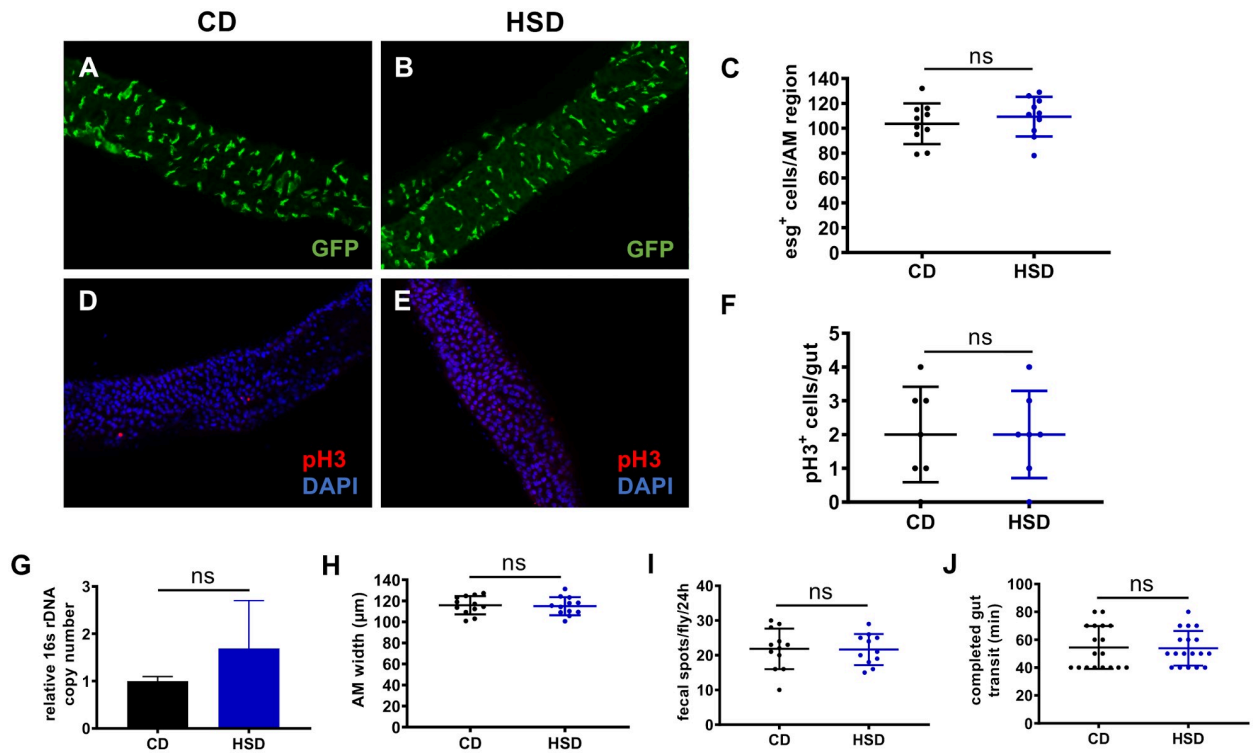 CD
HSD
A
GFP
B
GFP
C
ns
esg⁺ cells/AM region
140
120
100
80
60
40
20
0
CD
HSD
D
pH3
DAPI
E
pH3
DAPI
F
ns
pH3⁺ cells/gut
5
4
3
2
1
0
CD
HSD
G
ns
relative 16s rDNA
copy number
3
2
1
0
CD
HSD
H
ns
AM width (µm)
140
120
100
80
60
40
20
0
CD
HSD
I
ns
fecal spots/fly/24h
40
30
20
10
0
CD
HSD
J
ns
completed gut
transit (min)
100
80
60
40
20
0
CD
HSD